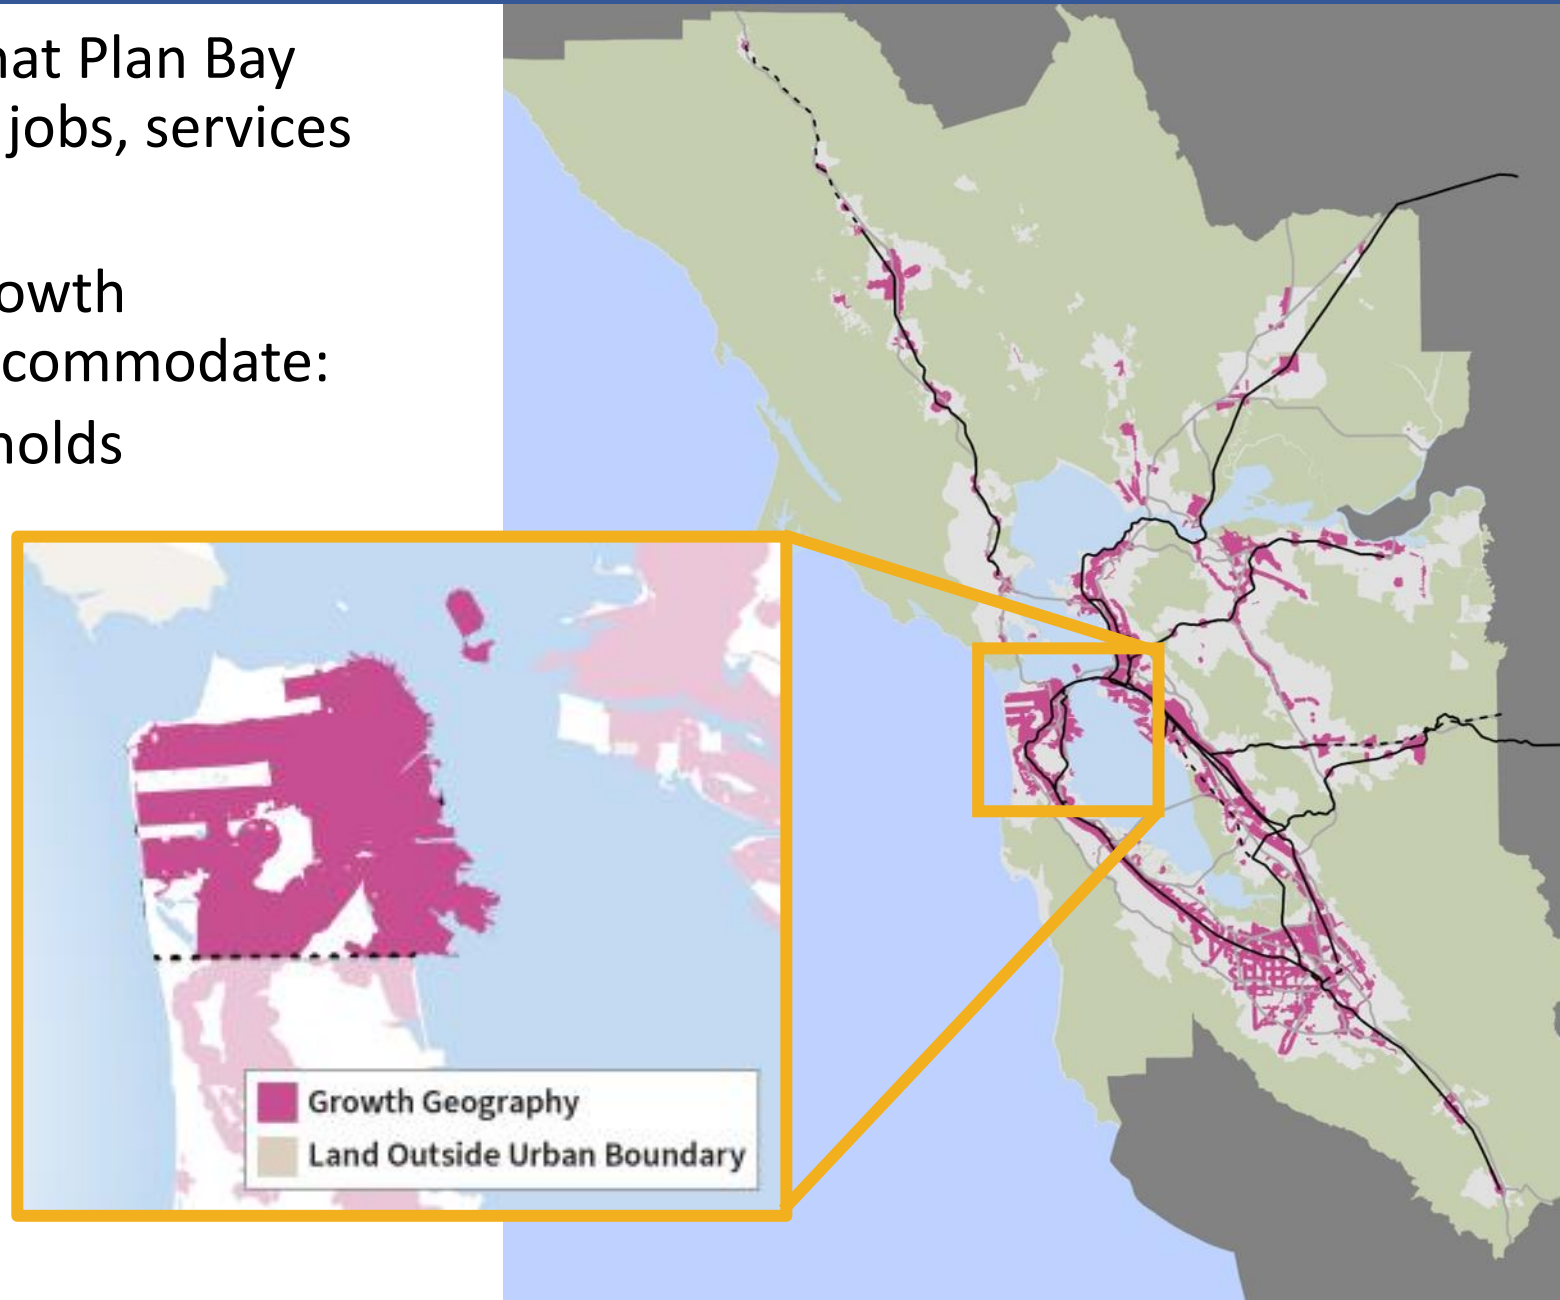 hat Plan Bay
jobs, services
owth
commodate:
holds
Growth Geography
Land Outside Urban Boundary